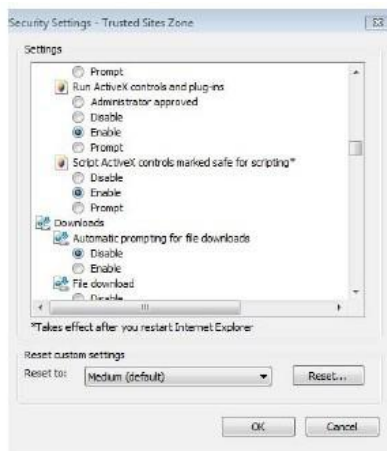 Security Settings - Trusted Sites Zone
Settings
Prompt
Run ActiveX controls and plug-ins
Administrator approved
Disable
Enable
Prompt
Script ActiveX controls marked safe for scripting*
Disable
Enable
Prompt
Downloads
Automatic prompting for file downloads
Disable
Enable
File download
Disable
*Takes effect after you restart Internet Explorer
Reset custom settings
Reset to: Medium (default) Reset...
OK Cancel